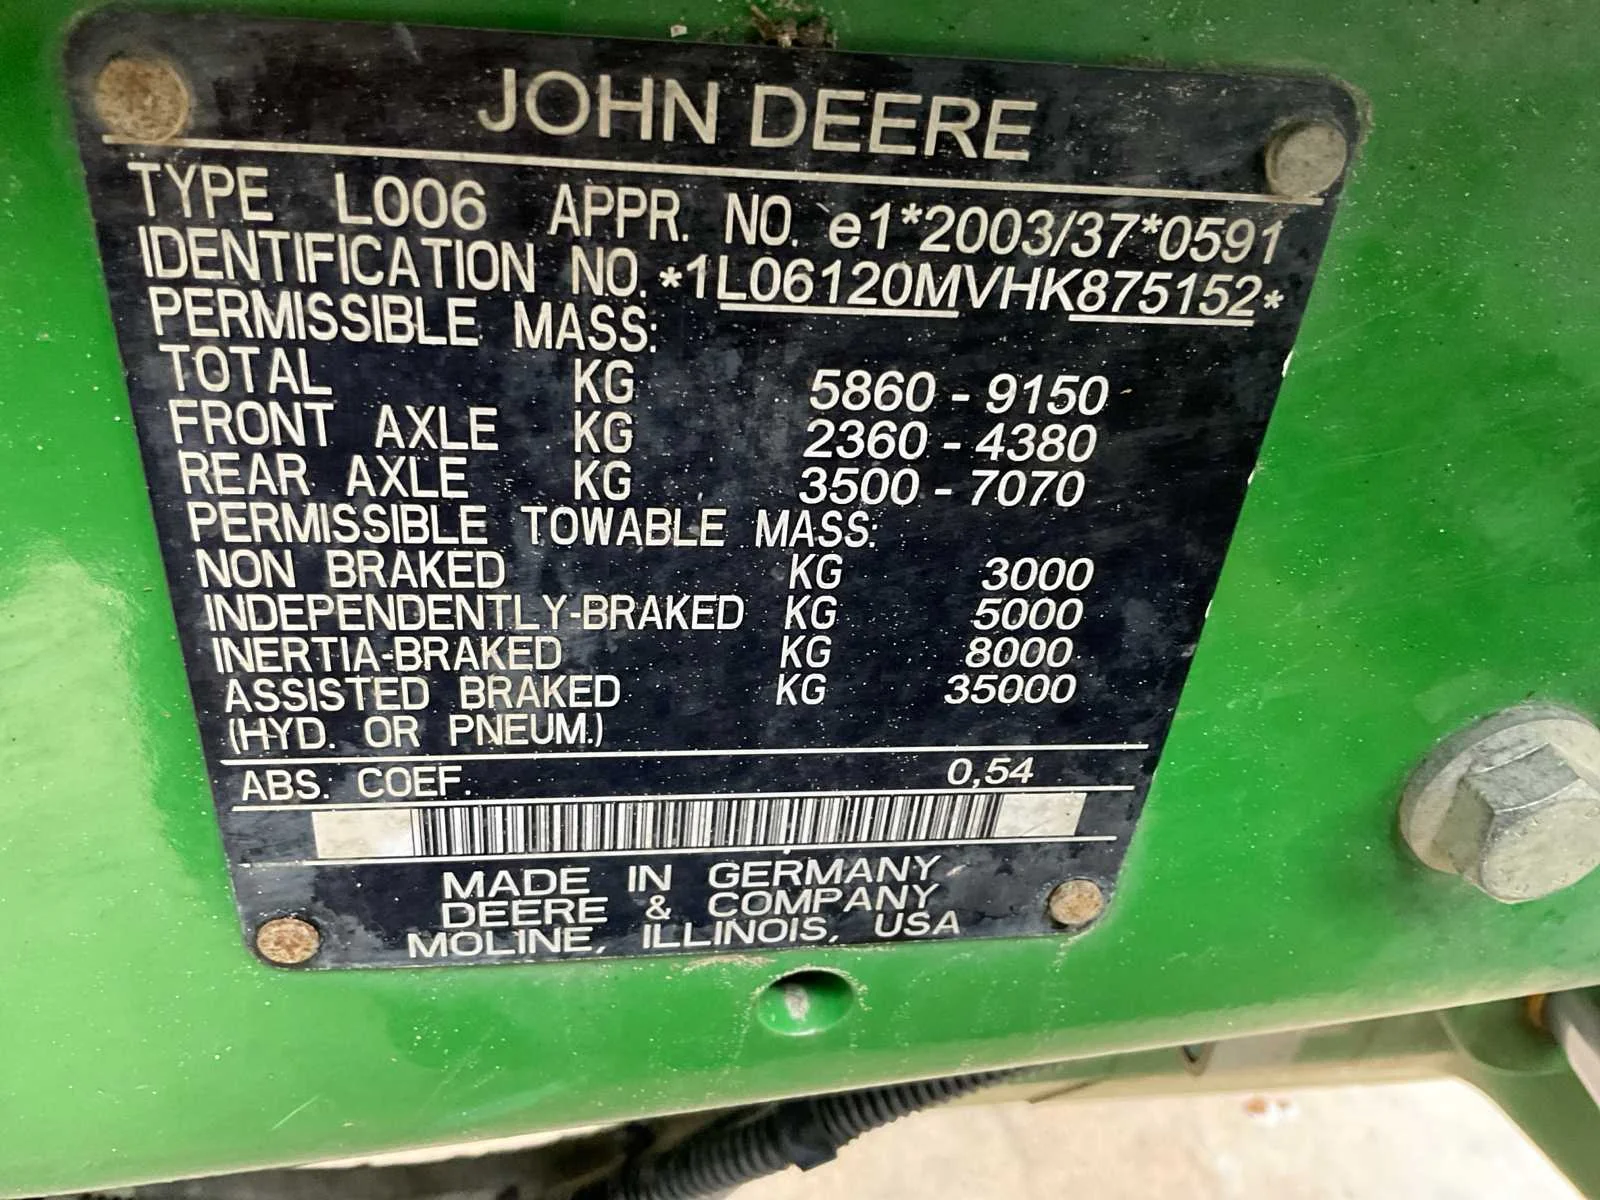 JOHN DEERE
TYPE L006 APPR. NO. e1*2003/37*0591
IDENTIFICATION NO. *1L06120MVHK875152*
PERMISSIBLE MASS:
TOTAL KG 5860 - 9150
FRONT AXLE KG 2360 - 4380
REAR AXLE KG 3500 - 7070
PERMISSIBLE TOWABLE MASS:
NON BRAKED KG 3000
INDEPENDENTLY-BRAKED KG 5000
INERTIA-BRAKED KG 8000
ASSISTED BRAKED KG 35000
(HYD. OR PNEUM.)
ABS. COEF. 0,54
MADE IN GERMANY
DEERE & COMPANY
MOLINE, ILLINOIS, USA